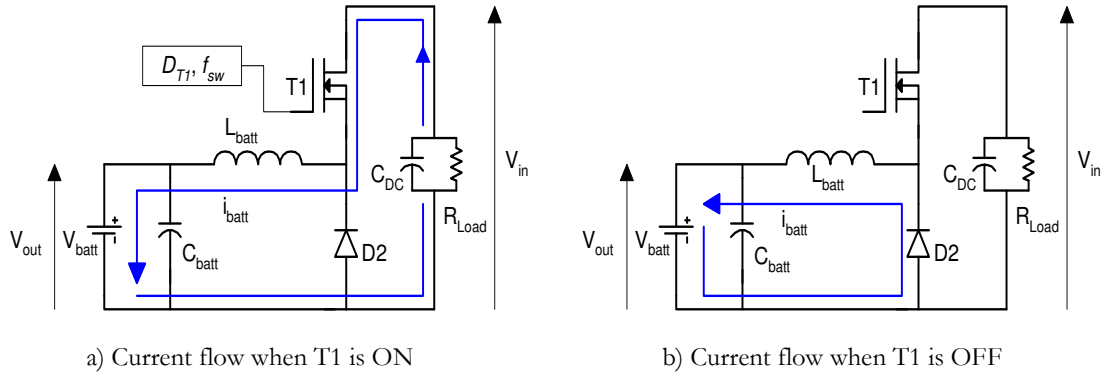 D_T1, f_sw
T1
L_batt
C_DC
V_in
i_batt
R_Load
V_out
V_batt
+
-
C_batt
D2
a) Current flow when T1 is ON
T1
L_batt
C_DC
V_in
i_batt
R_Load
V_out
V_batt
+
-
C_batt
D2
b) Current flow when T1 is OFF